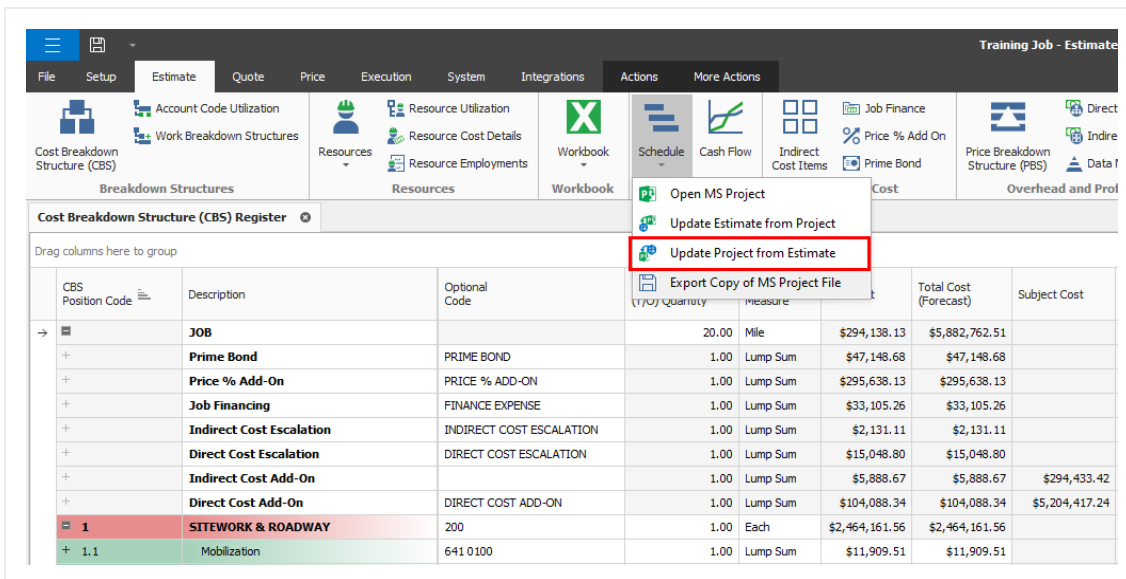 Training Job - Estimate
File Setup Estimate Quote Price Execution System Integrations Actions More Actions
Account Code Utilization
Work Breakdown Structures
Cost Breakdown
Structure (CBS)
Breakdown Structures
Resources
Resource Utilization
Resource Cost Details
Resource Employments
Resources
Workbook
Workbook
Schedule
Cash Flow
Indirect
Cost Items
Job Finance
Price % Add On
Prime Bond
Cost
Price Breakdown
Structure (PBS)
Direct
Indire
Data
Overhead and Prof
Open MS Project
Update Estimate from Project
Update Project from Estimate
Export Copy of MS Project File
Cost Breakdown Structure (CBS) Register
Drag columns here to group
CBS
Position Code
Description
Optional
Code
(T/O) Quantity
Measure
t
Total Cost
(Forecast)
Subject Cost
JOB 20.00 Mile $294,138.13 $5,882,762.51
Prime Bond PRIME BOND 1.00 Lump Sum $47,148.68 $47,148.68
Price % Add-On PRICE % ADD-ON 1.00 Lump Sum $295,638.13 $295,638.13
Job Financing FINANCE EXPENSE 1.00 Lump Sum $33,105.26 $33,105.26
Indirect Cost Escalation INDIRECT COST ESCALATION 1.00 Lump Sum $2,131.11 $2,131.11
Direct Cost Escalation DIRECT COST ESCALATION 1.00 Lump Sum $15,048.80 $15,048.80
Indirect Cost Add-On 1.00 Lump Sum $5,888.67 $5,888.67 $294,433.42
Direct Cost Add-On DIRECT COST ADD-ON 1.00 Lump Sum $104,088.34 $104,088.34 $5,204,417.24
1 SITEWORK & ROADWAY 200 1.00 Each $2,464,161.56 $2,464,161.56
1.1 Mobilization 641 0100 1.00 Lump Sum $11,909.51 $11,909.51